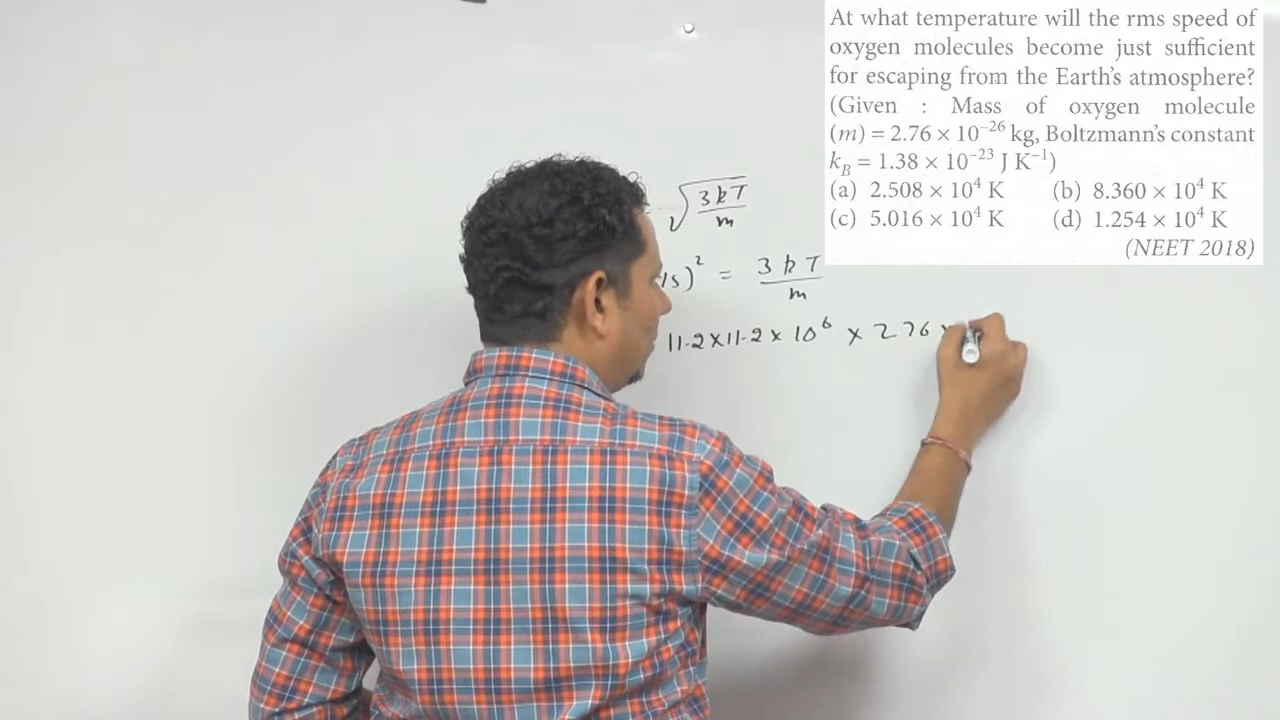 At what temperature will the rms speed of
oxygen molecules become just sufficient
for escaping from the Earth's atmosphere?
(Given : Mass of oxygen molecule
(m) = 2.76 × 10⁻²⁶ kg, Boltzmann's constant
k_B = 1.38 × 10⁻²³ J K⁻¹)
(a) 2.508 × 10⁴ K (b) 8.360 × 10⁴ K
(c) 5.016 × 10⁴ K (d) 1.254 × 10⁴ K
(NEET 2018)
√(3kT/m)
/s)² = 3kT/m
11.2×11.2×10⁶ × 2.76 ×